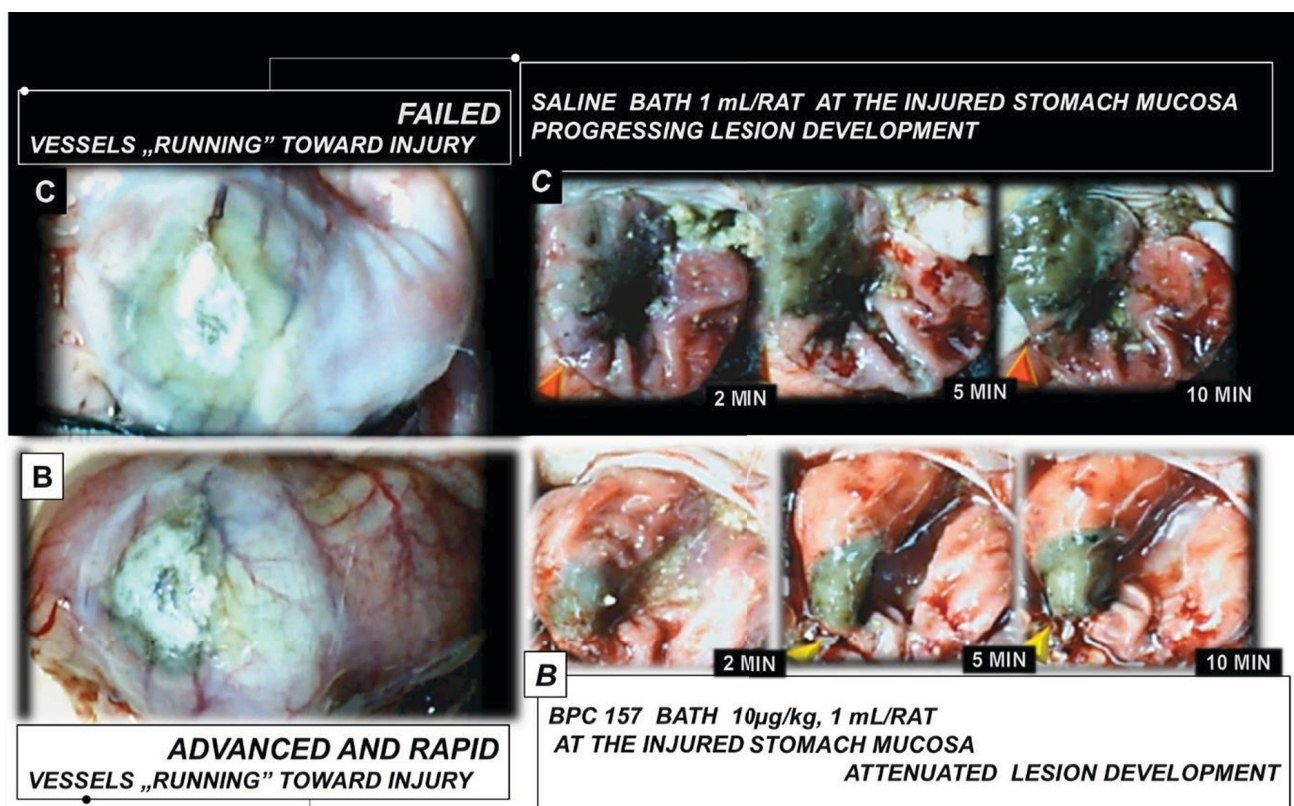 FAILED
VESSELS „RUNNING” TOWARD INJURY
SALINE BATH 1 mL/RAT AT THE INJURED STOMACH MUCOSA
PROGRESSING LESION DEVELOPMENT
C
C
2 MIN
5 MIN
10 MIN
B
2 MIN
5 MIN
10 MIN
B
ADVANCED AND RAPID
VESSELS „RUNNING” TOWARD INJURY
BPC 157 BATH 10µg/kg, 1 mL/RAT
AT THE INJURED STOMACH MUCOSA
ATTENUATED LESION DEVELOPMENT